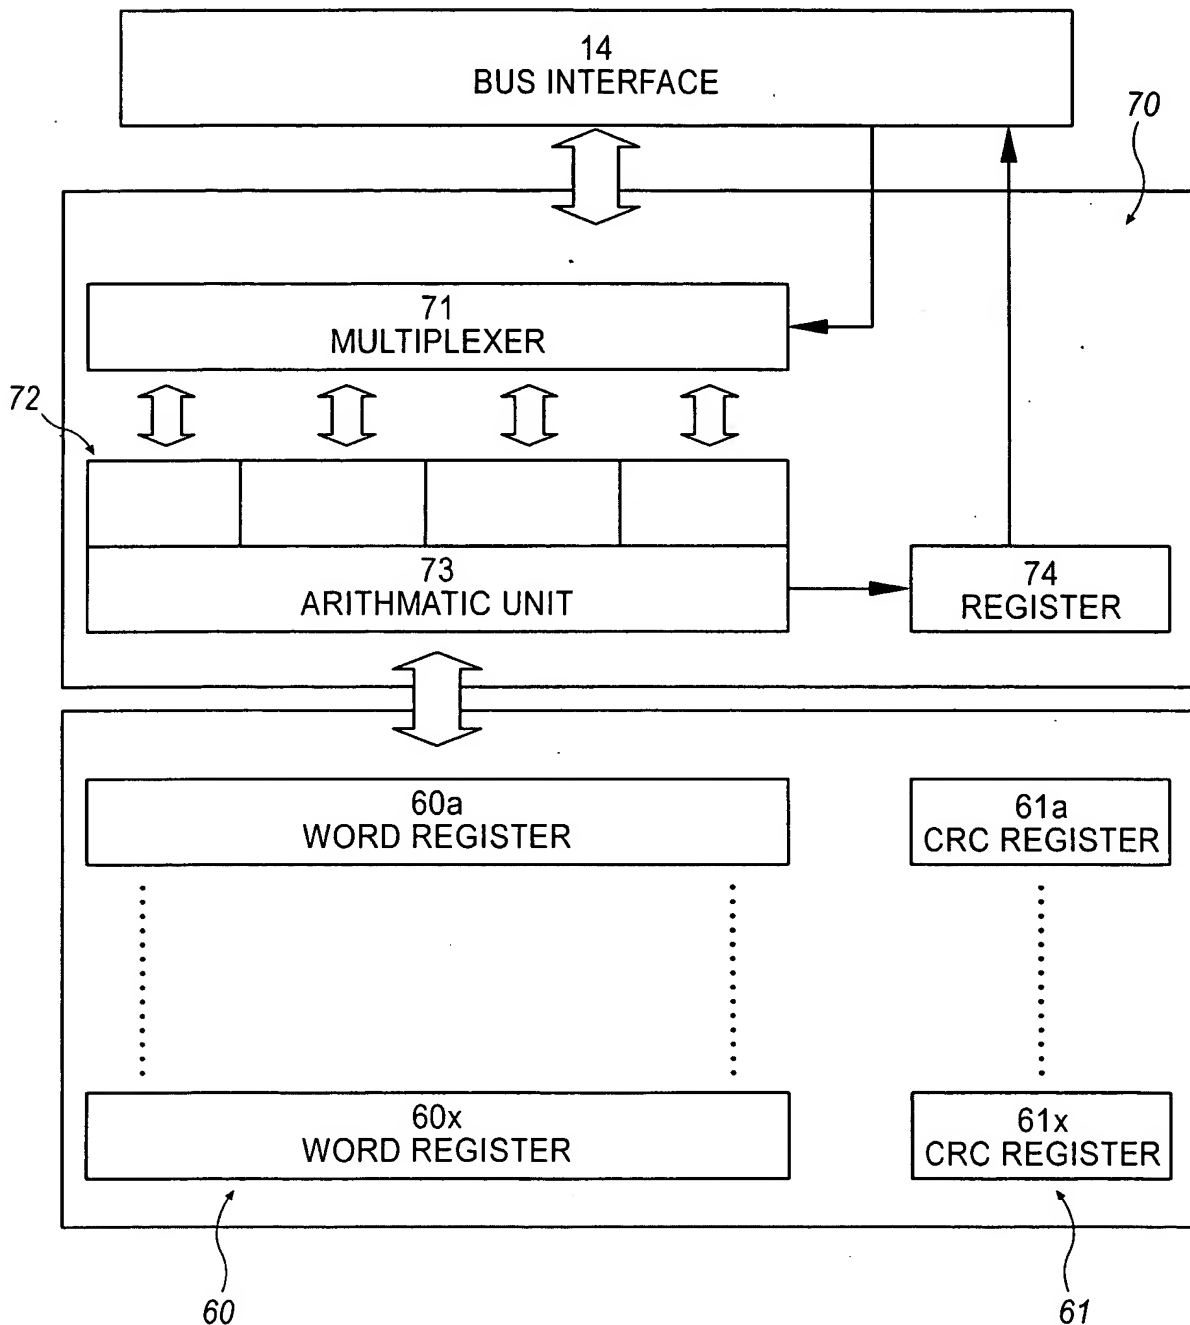 14
BUS INTERFACE
70
71
MULTIPLEXER
72
73
ARITHMATIC UNIT
74
REGISTER
60a
WORD REGISTER
61a
CRC REGISTER
60x
WORD REGISTER
61x
CRC REGISTER
60
61